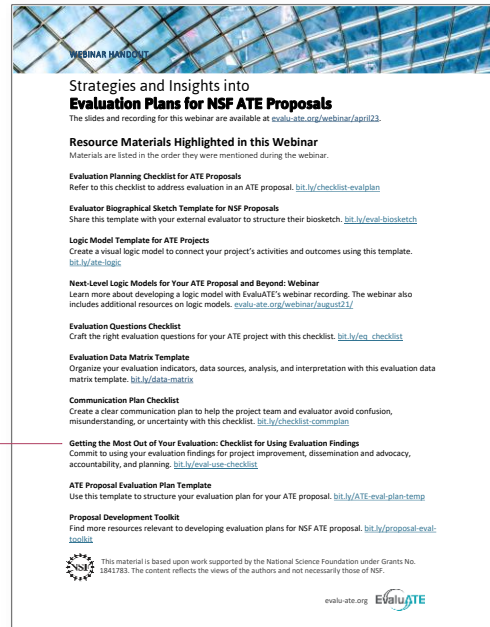 WEBINAR HANDOUT
Strategies and Insights into
Evaluation Plans for NSF ATE Proposals
The slides and recording for this webinar are available at evalu-ate.org/webinar/april23.
Resource Materials Highlighted in this Webinar
Materials are listed in the order they were mentioned during the webinar.
Evaluation Planning Checklist for ATE Proposals
Refer to this checklist to address evaluation in an ATE proposal. bit.ly/checklist-evalplan
Evaluator Biographical Sketch Template for NSF Proposals
Share this template with your external evaluator to structure their biosketch. bit.ly/eval-biosketch
Logic Model Template for ATE Projects
Create a visual logic model to connect your project's activities and outcomes using this template.
bit.ly/ate-logic
Next-Level Logic Models for Your ATE Proposal and Beyond: Webinar
Learn more about developing a logic model with EvaluATE's webinar recording. The webinar also
includes additional resources on logic models. evalu-ate.org/webinar/august21/
Evaluation Questions Checklist
Craft the right evaluation questions for your ATE project with this checklist. bit.ly/eq_checklist
Evaluation Data Matrix Template
Organize your evaluation indicators, data sources, analysis, and interpretation with this evaluation data
matrix template. bit.ly/data-matrix
Communication Plan Checklist
Create a clear communication plan to help the project team and evaluator avoid confusion,
misunderstanding, or uncertainty with this checklist. bit.ly/checklist-commplan
Getting the Most Out of Your Evaluation: Checklist for Using Evaluation Findings
Commit to using your evaluation findings for project improvement, dissemination and advocacy,
accountability, and planning. bit.ly/eval-use-checklist
ATE Proposal Evaluation Plan Template
Use this template to structure your evaluation plan for your ATE proposal. bit.ly/ATE-eval-plan-temp
Proposal Development Toolkit
Find more resources relevant to developing evaluation plans for NSF ATE proposal. bit.ly/proposal-eval-
toolkit
NSF
This material is based upon work supported by the National Science Foundation under Grants No.
1841783. The content reflects the views of the authors and not necessarily those of NSF.
evalu-ate.org EvaluATE